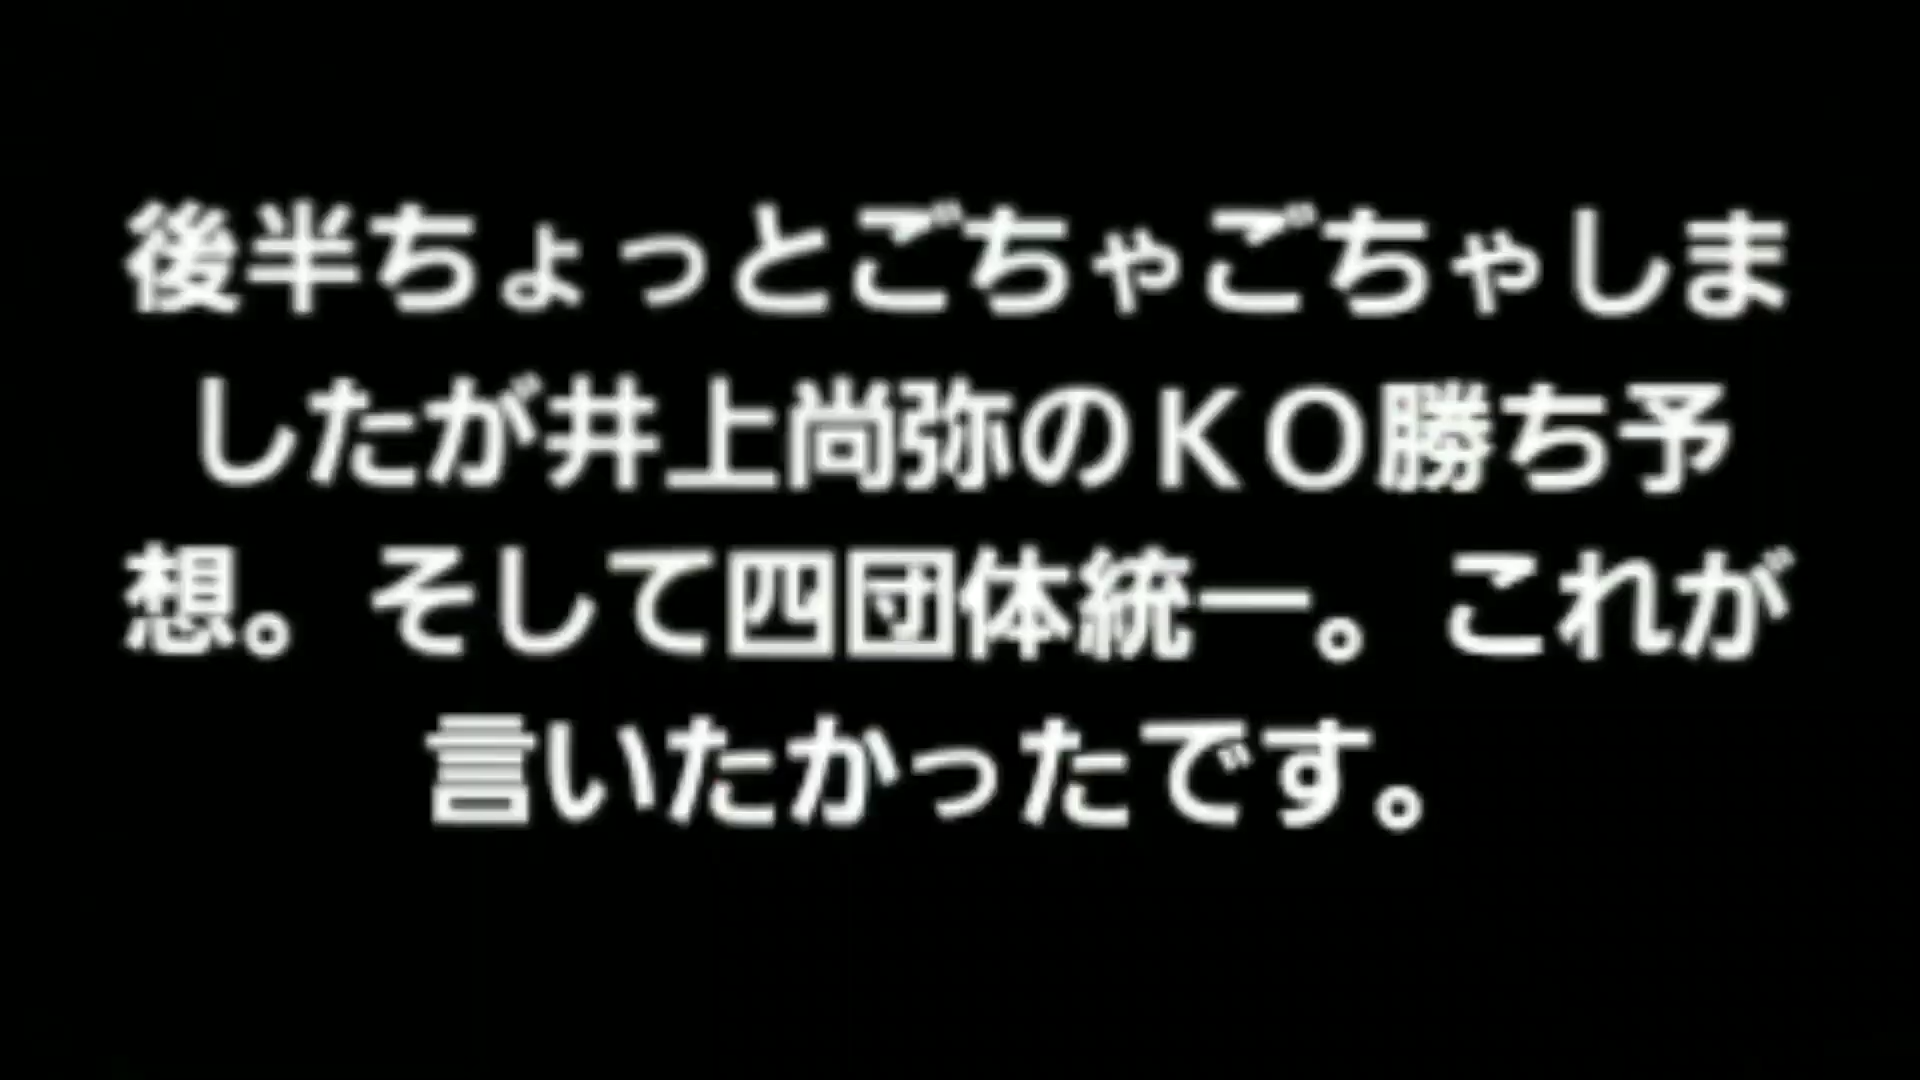 後半ちょっとごちゃごちゃしま
したが井上尚弥のＫＯ勝ち予
想。そして四団体統一。これが
言いたかったです。